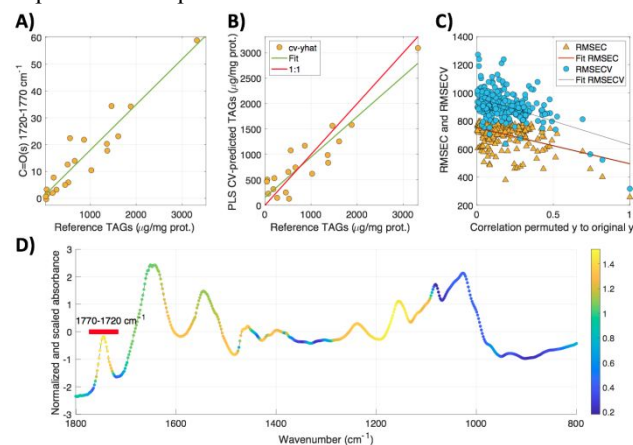 A)
60
50
40
30
20
10
0
C=O(s) 1720-1770 cm⁻¹
0 1000 2000 3000
Reference TAGs (μg/mg prot.)
B)
cv-yhat
Fit
1:1
3500
3000
2500
2000
1500
1000
500
0
PLS CV-predicted TAGs (μg/mg prot.)
0 1000 2000 3000
Reference TAGs (μg/mg prot.)
C)
RMSEC
Fit RMSEC
RMSECV
Fit RMSECV
1400
1200
1000
800
600
400
200
RMSEC and RMSECV
0 0.5 1
Correlation permuted y to original y
D)
3
2
1
0
-1
-2
-3
Normalized and scaled absorbance
1770-1720 cm⁻¹
1800 1600 1400 1200 1000 800
Wavenumber (cm⁻¹)
1.4
1.2
1
0.8
0.6
0.4
0.2